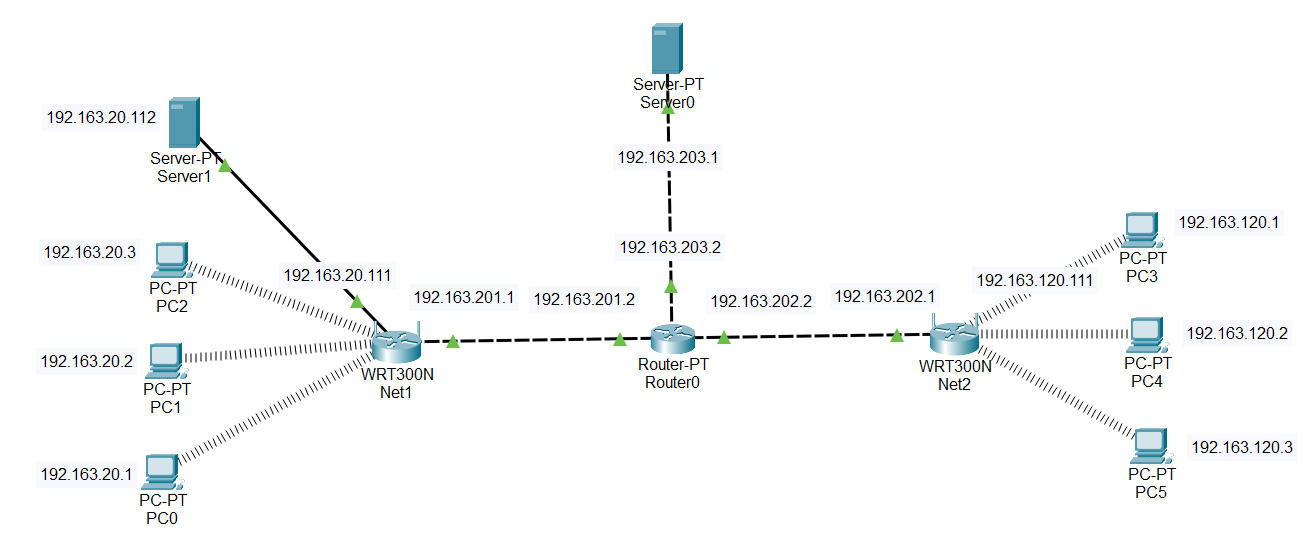 Server-PT
Server0
192.163.20.112
Server-PT
Server1
192.163.203.1
192.163.20.3
PC-PT
PC2
192.163.20.111
192.163.203.2
192.163.120.1
PC-PT
PC3
192.163.120.111
192.163.201.1
192.163.201.2
192.163.202.2
192.163.202.1
192.163.20.2
PC-PT
PC1
WRT300N
Net1
Router-PT
Router0
WRT300N
Net2
192.163.120.2
PC-PT
PC4
192.163.20.1
PC-PT
PC0
192.163.120.3
PC-PT
PC5